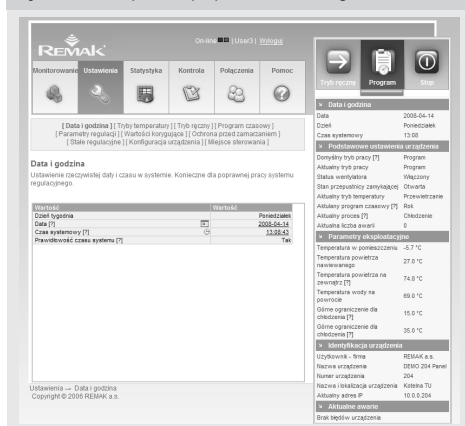 REMAK
On-line | User3 | Wyloguj
Monitorowanie Ustawienia Statystyka Kontrola Połączenia Pomoc
[ Data i godzina ] [ Tryby temperatury ] [ Tryb ręczny ] [ Program czasowy ]
[ Parametry regulacji ] [ Wartości korygujące ] [ Ochrona przed zamarzaniem ]
[ Stałe regulacyjne ] [ Konfiguracja urządzenia ] [ Miejsce sterowania ]
Data i godzina
Ustawienie rzeczywistej daty i czasu w systemie. Konieczne dla poprawnej pracy systemu
regulacyjnego.
Wartość Wartość
Dzień tygodnia Poniedziałek
Data [?] 2008-04-14
Czas systemowy [?] 13:08:43
Prawidłowość czasu systemu [?] Tak
Ustawienia → Data i godzina
Copyright © 2006 REMAK a.s.
Tryb ręczny Program Stop
Data i godzina
Data 2008-04-14
Dzień Poniedziałek
Czas systemowy 13:08
Podstawowe ustawienia urządzenia
Domyślny tryb pracy [?] Program
Aktualny tryb pracy Program
Status wentylatora Włączony
Stan przepustnicy zamykającej Otwarta
Aktualny tryb temperatury Przewietrzanie
Aktualany program czasowy [?] Rok
Aktualny proces [?] Chłodzenie
Aktualna liczba awarii 0
Parametry eksploatacyjne
Temperatura w pomieszczeniu -5.7 °C
Temperatura powietrza
nawiewanego 27.0 °C
Temperatura powietrza na
zewnątrz [?] 74.0 °C
Temperatura wody na
powrocie 69.0 °C
Górne ograniczenie dla
chłodzenia [?] 15.0 °C
Górne ograniczenie dla
chłodzenia [?] 35.0 °C
Identyfikacja urządzenia
Użytkownik - firma REMAK a.s.
Nazwa urządzenia DEMO 204 Panel
Numer urządzenia 204
Nazwa i lokalizacja urządzenia Kotelna TU
Aktualny adres IP 10.0.0.204
Aktualne awarie
Brak błędów urządzenia